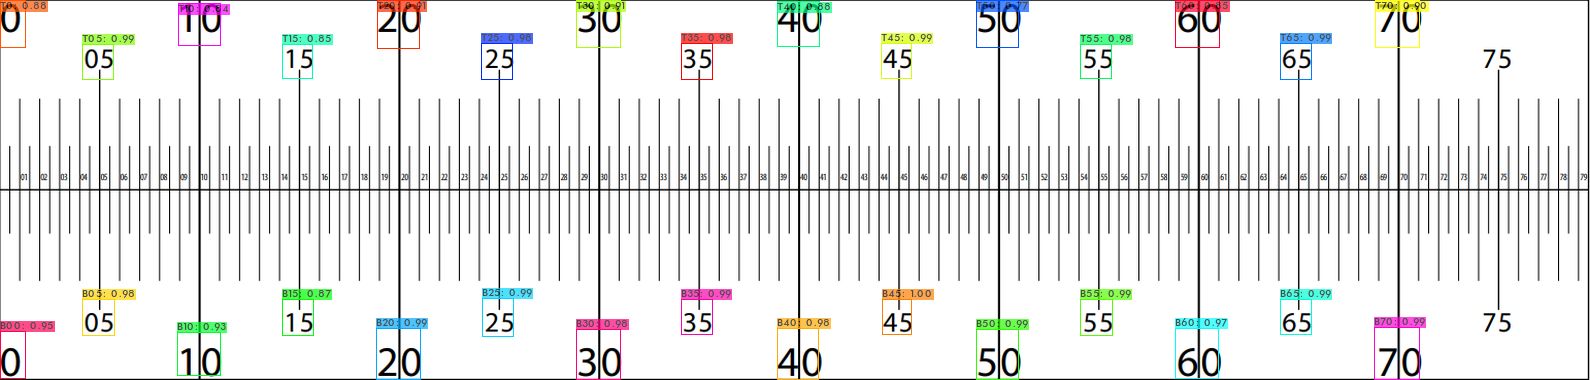 0.88 T10: 0.84 T20: 0.91 T30: 0.91 T40: 0.88 T50: 0.77 T60: 0.85 T70: 0.90
0 10 20 30 40 50 60 70
T05: 0.99 T15: 0.85 T25: 0.98 T35: 0.98 T45: 0.99 T55: 0.98 T65: 0.99
05 15 25 35 45 55 65 75
01 02 03 04 05 06 07 08 09 10 11 12 13 14 15 16 17 18 19 20 21 22 23 24 25 26 27 28 29 30 31 32 33 34 35 36 37 38 39 40 41 42 43 44 45 46 47 48 49 50 51 52 53 54 55 56 57 58 59 60 61 62 63 64 65 66 67 68 69 70 71 72 73 74 75 76 77 78 79
B05: 0.98 B15: 0.87 B25: 0.99 B35: 0.99 B45: 1.00 B55: 0.99 B65: 0.99
05 15 25 35 45 55 65 75
B00: 0.95 B10: 0.93 B20: 0.99 B30: 0.98 B40: 0.98 B50: 0.99 B60: 0.97 B70: 0.99
0 10 20 30 40 50 60 70